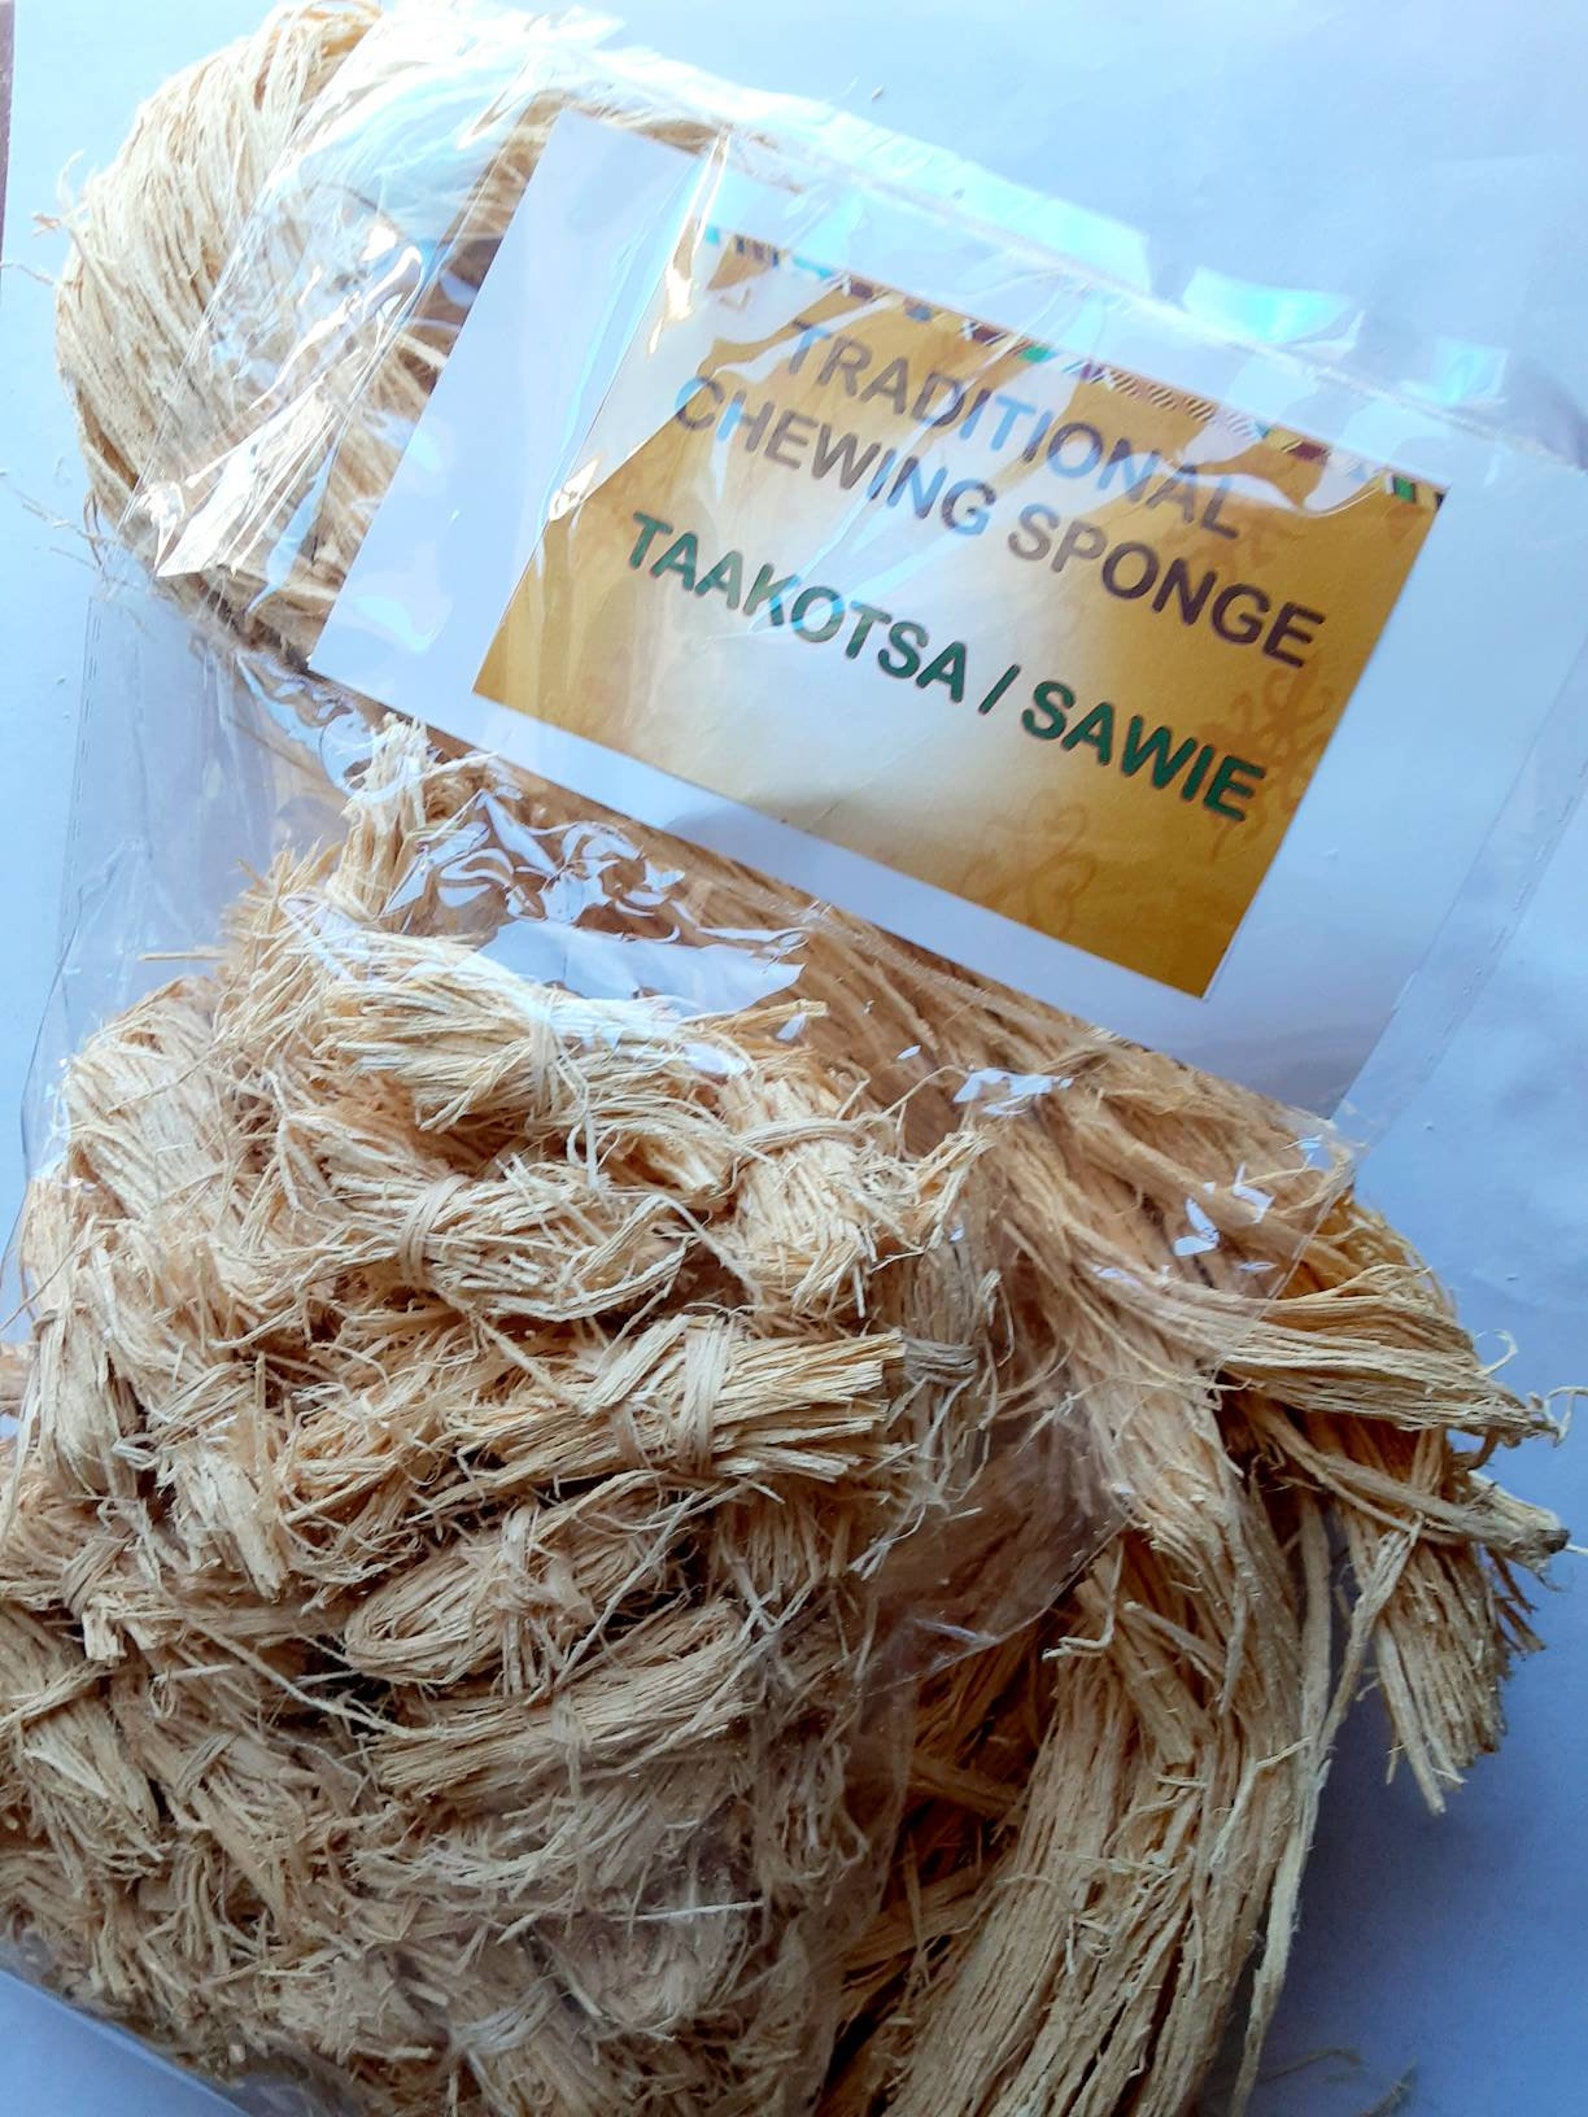 TRADITIONAL
CHEWING SPONGE
TAAKOTSA / SAWIE